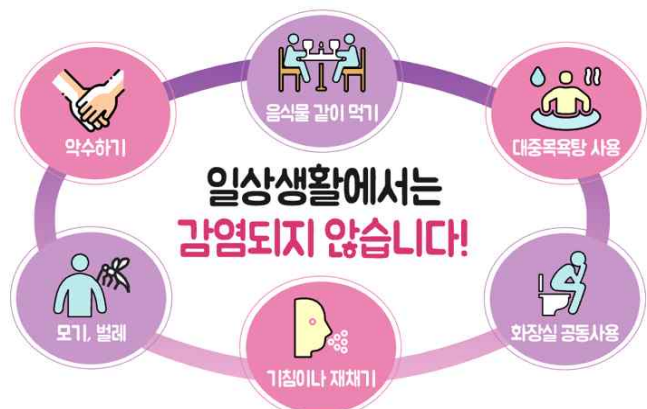 음식물 같이 먹기
악수하기
대중목욕탕 사용
일상생활에서는
감염되지 않습니다!
모기, 벌레
화장실 공동사용
기침이나 재채기